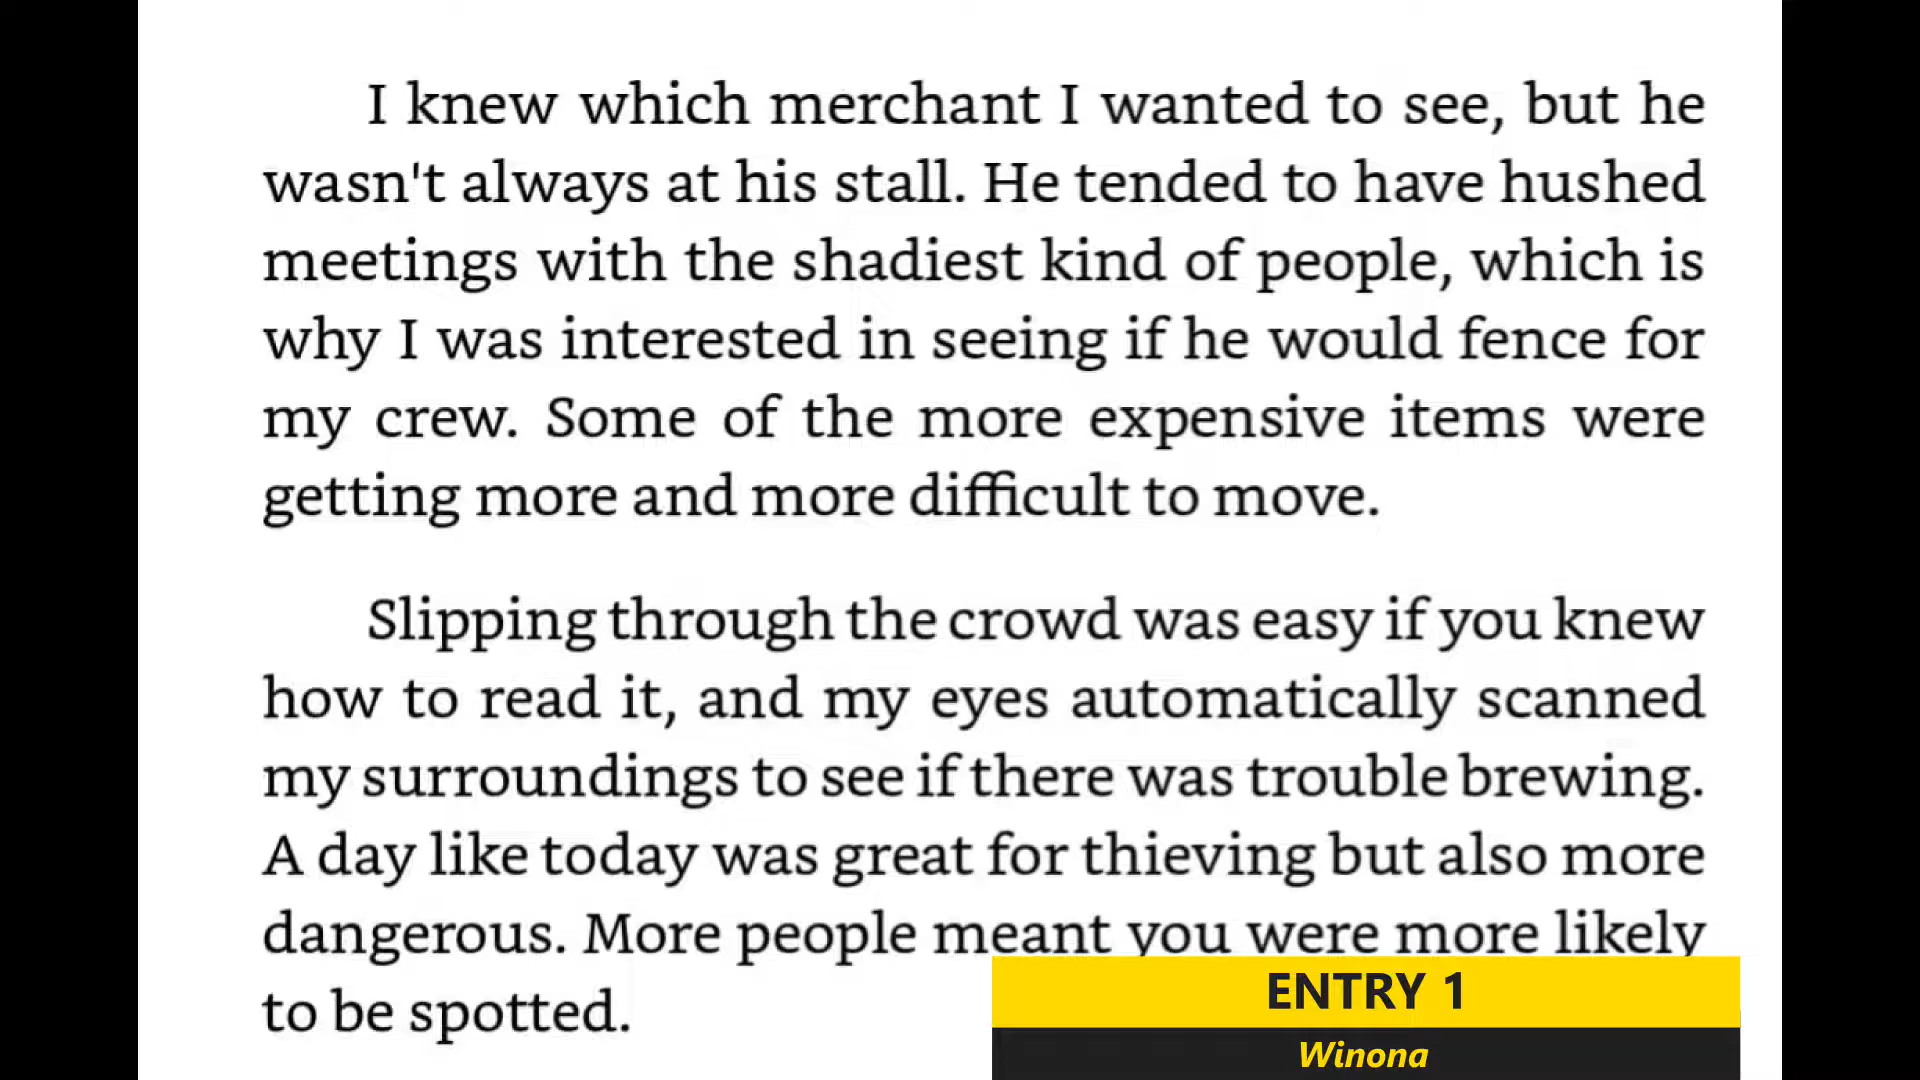 I knew which merchant I wanted to see, but he
wasn't always at his stall. He tended to have hushed
meetings with the shadiest kind of people, which is
why I was interested in seeing if he would fence for
my crew. Some of the more expensive items were
getting more and more difficult to move.
Slipping through the crowd was easy if you knew
how to read it, and my eyes automatically scanned
my surroundings to see if there was trouble brewing.
A day like today was great for thieving but also more
dangerous. More people meant you were more likely
to be spotted.
ENTRY 1
Winona